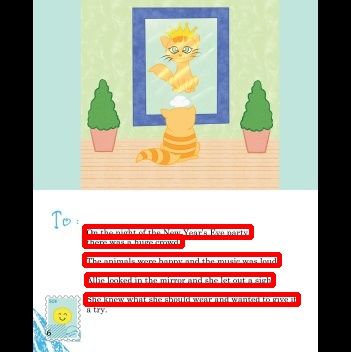 To:
On the night of the New Year's Eve party
there was a huge crowd.
The animals were happy and the music was loud.
Allie looked in the mirror and she let out a sigh.
She knew what she should wear and wanted to give it
a try.
6